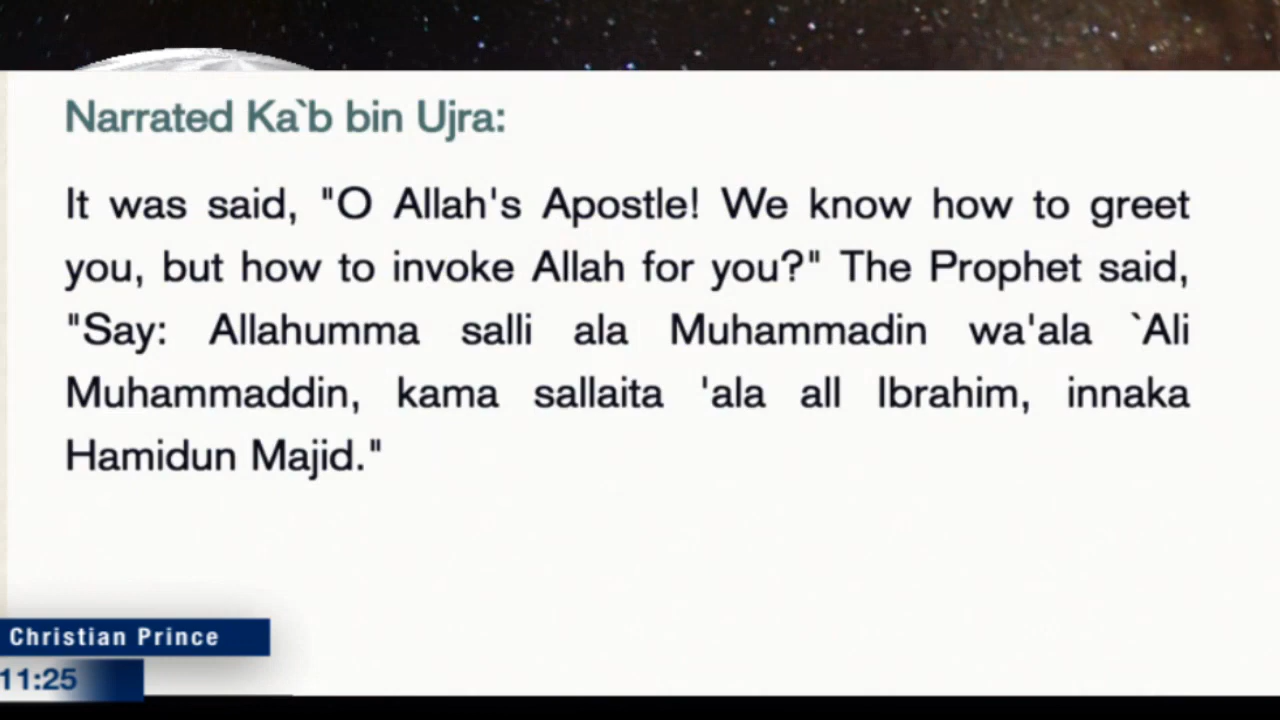 Narrated Ka`b bin Ujra:
It was said, "O Allah's Apostle! We know how to greet
you, but how to invoke Allah for you?" The Prophet said,
"Say: Allahumma salli ala Muhammadin wa'ala `Ali
Muhammaddin, kama sallaita 'ala all Ibrahim, innaka
Hamidun Majid."
Christian Prince
11:25